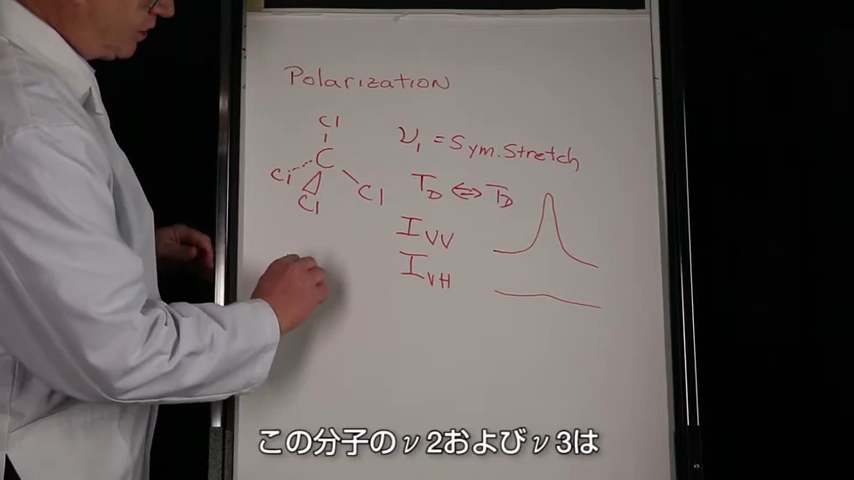 Polarization
Cl
C
Cl
Cl
Cl
ν1 = Sym. Stretch
TD ⇔ TD
IVV
IVH
この分子のν2およびν3は